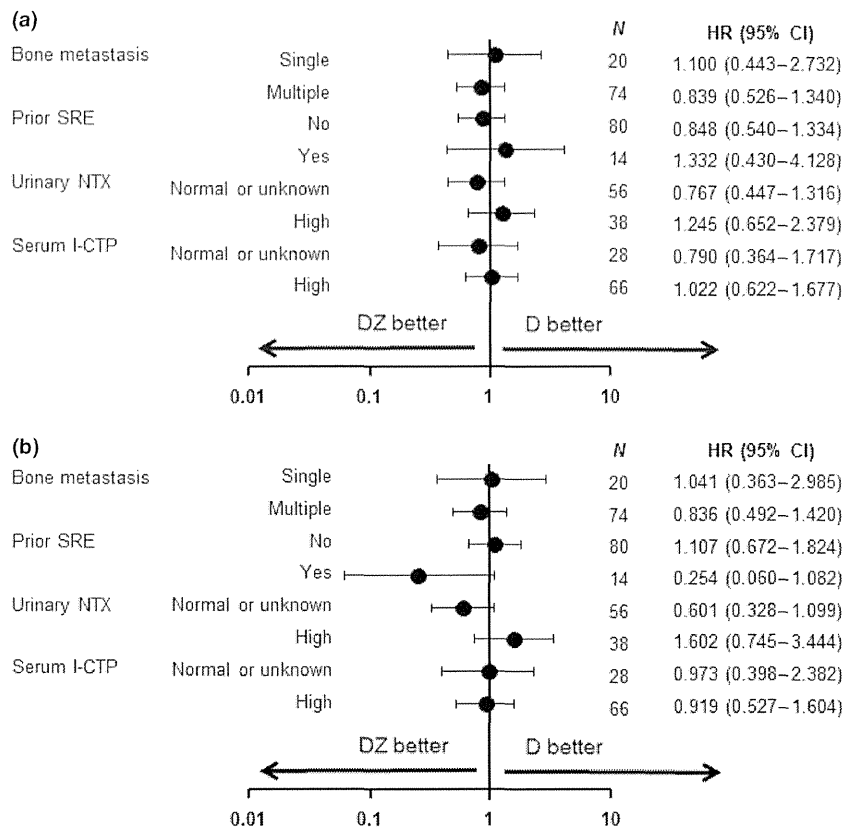 (a)
N HR (95% CI)
Bone metastasis Single 20 1.100 (0.443–2.732)
Multiple 74 0.839 (0.526–1.340)
Prior SRE No 80 0.848 (0.540–1.334)
Yes 14 1.332 (0.430–4.128)
Urinary NTX Normal or unknown 56 0.767 (0.447–1.316)
High 38 1.245 (0.652–2.379)
Serum I-CTP Normal or unknown 28 0.790 (0.364–1.717)
High 66 1.022 (0.622–1.677)
DZ better D better
0.01 0.1 1 10
(b)
N HR (95% CI)
Bone metastasis Single 20 1.041 (0.363–2.985)
Multiple 74 0.836 (0.492–1.420)
Prior SRE No 80 1.107 (0.672–1.824)
Yes 14 0.254 (0.060–1.082)
Urinary NTX Normal or unknown 56 0.601 (0.328–1.099)
High 38 1.602 (0.745–3.444)
Serum I-CTP Normal or unknown 28 0.973 (0.398–2.382)
High 66 0.919 (0.527–1.604)
DZ better D better
0.01 0.1 1 10